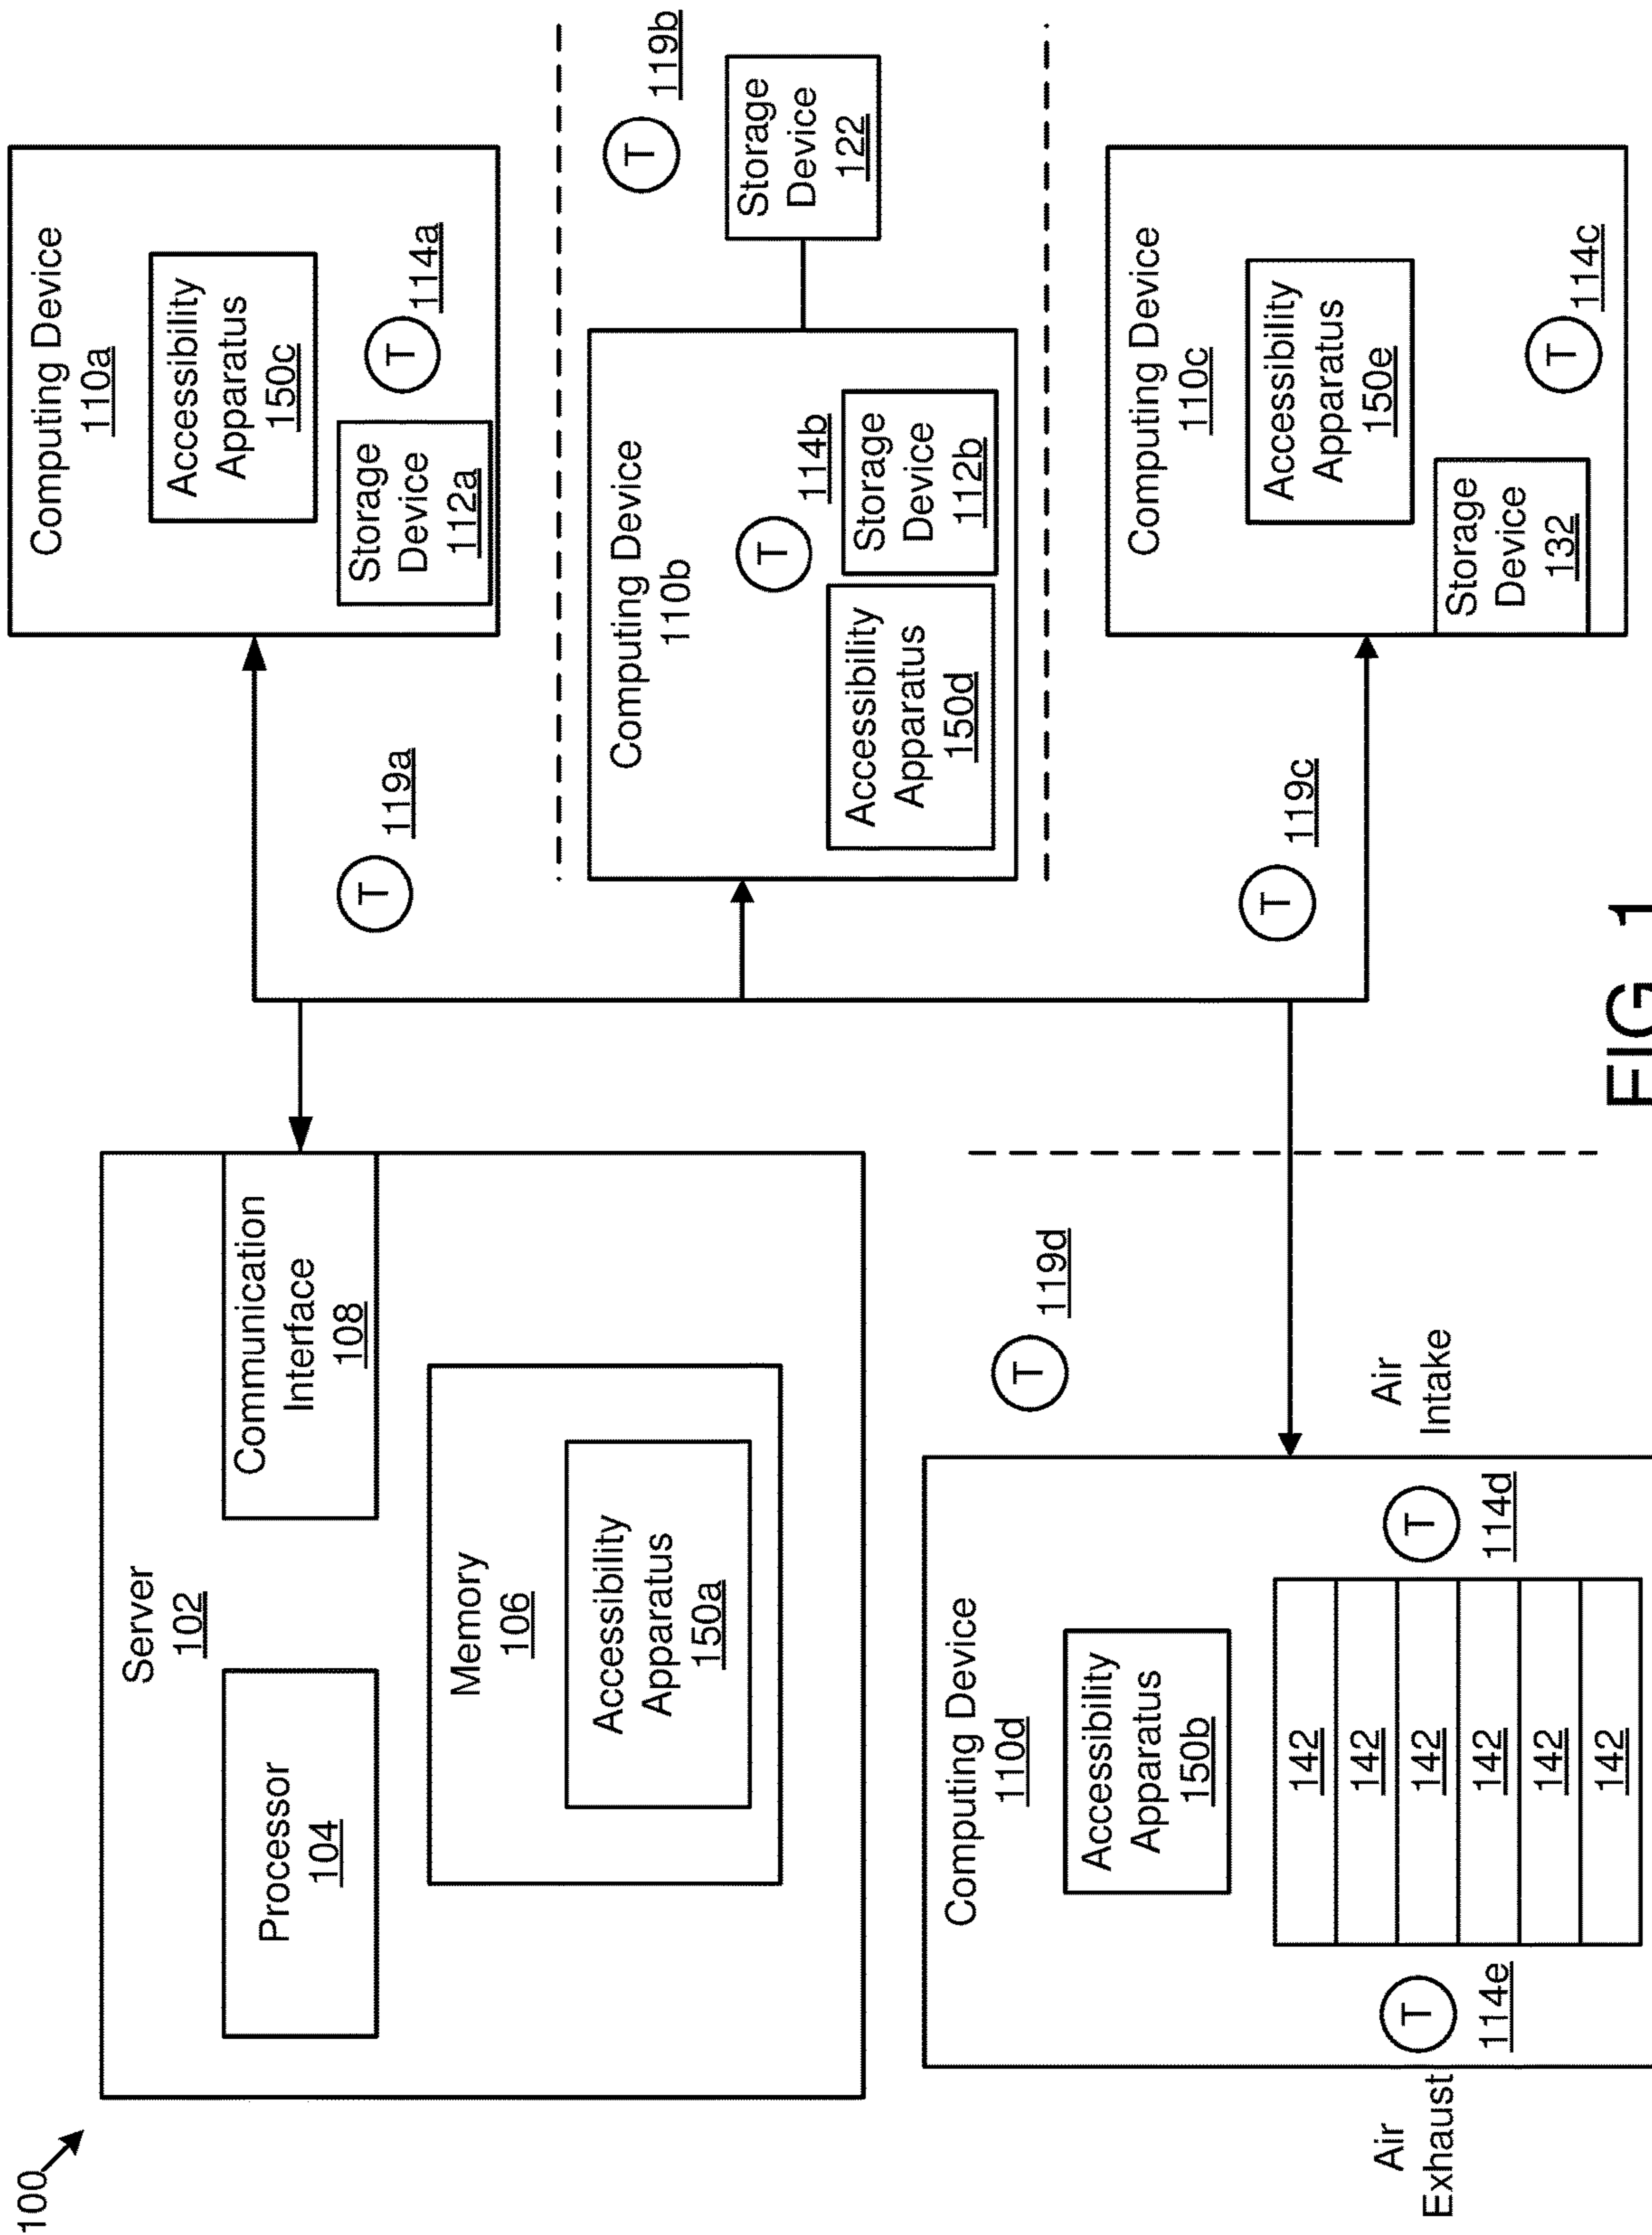 100
Server
102
Processor
104
Communication
Interface
108
Memory
106
Accessibility
Apparatus
150a
119a
T
Computing Device
110a
Accessibility
Apparatus
150c
Storage
Device
112a
T
114a
Computing Device
110b
T
114b
Accessibility
Apparatus
150d
Storage
Device
112b
T
119b
Storage
Device
122
T
119c
Computing Device
110c
Accessibility
Apparatus
150e
Storage
Device
132
T
114c
Computing Device
110d
Accessibility
Apparatus
150b
142
142
142
142
142
142
T
114d
T
114e
T
119d
Air
Intake
Air
Exhaust
FIG. 1